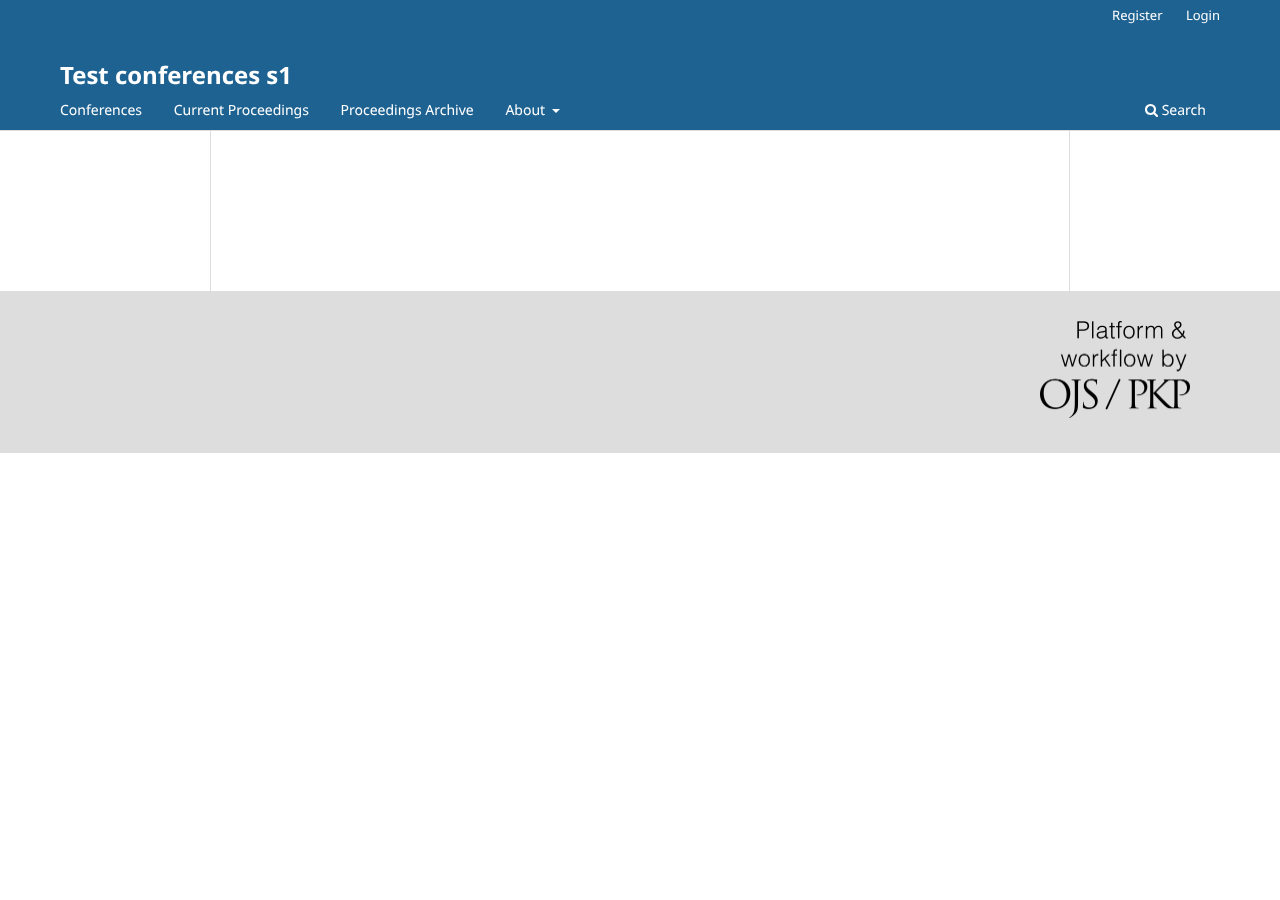 Register Login
Test conferences s1
Conferences Current Proceedings Proceedings Archive About Search
Platform &
workflow by
OJS / PKP